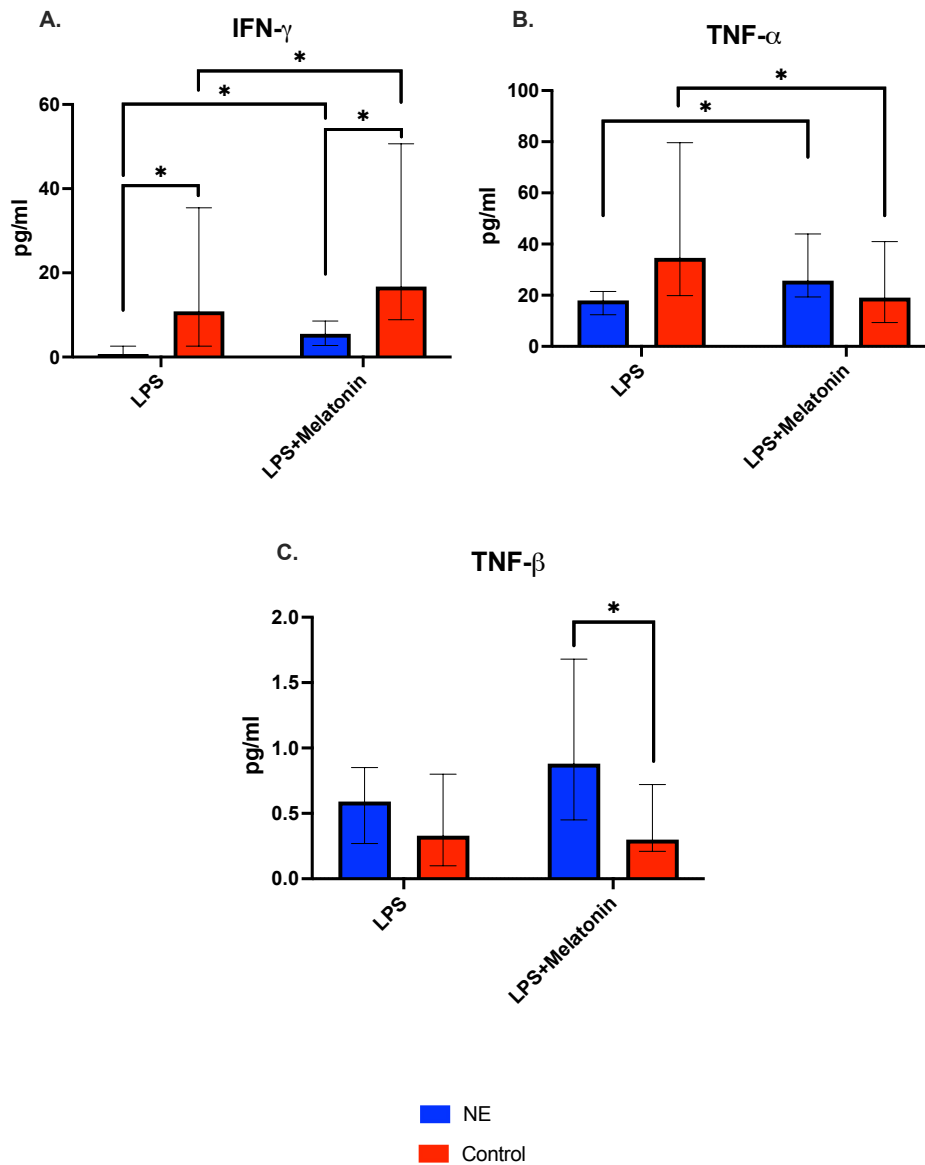 A.
IFN-γ
*
*
*
*
60
40
20
0
pg/ml
LPS
LPS+Melatonin
B.
TNF-α
*
*
100
80
60
40
20
0
pg/ml
LPS
LPS+Melatonin
C.
TNF-β
*
2.0
1.5
1.0
0.5
0.0
pg/ml
LPS
LPS+Melatonin
NE
Control